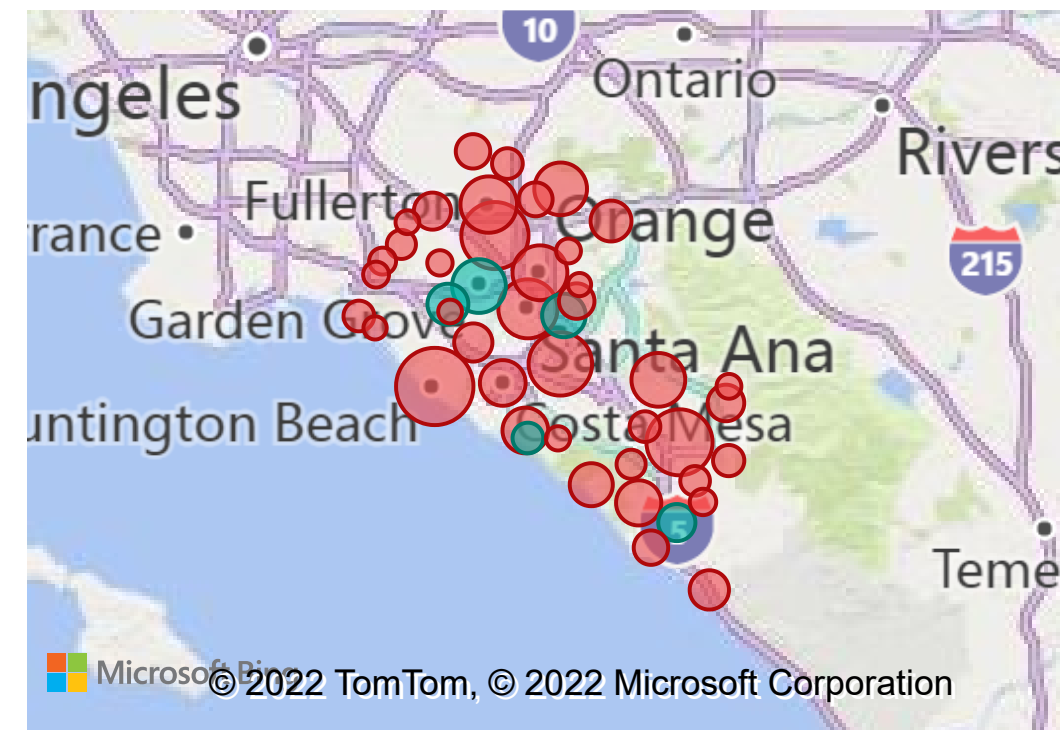 10
Ontario
ngeles
Rivers
Fullerton
Orange
rrance
215
Garden Grove
Santa Ana
untington Beach
Costa Mesa
5
Teme
Microsoft Bing
© 2022 TomTom, © 2022 Microsoft Corporation